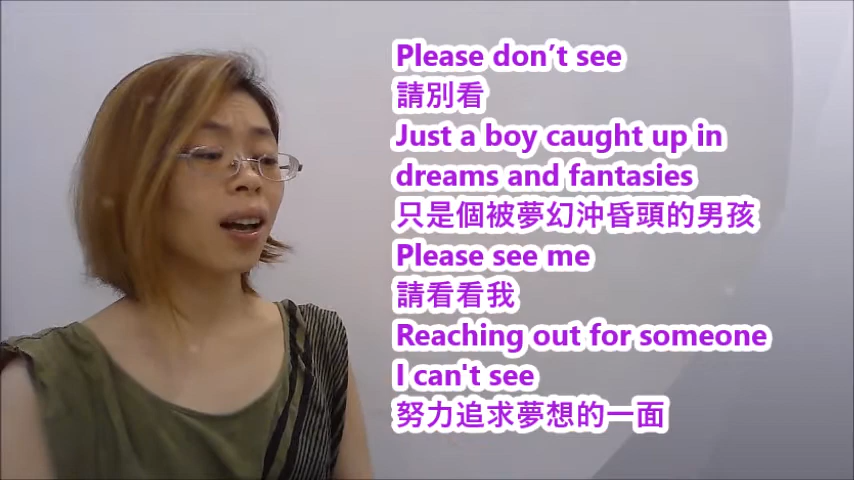 Please don’t see
請別看
Just a boy caught up in
dreams and fantasies
只是個被夢幻沖昏頭的男孩
Please see me
請看看我
Reaching out for someone
I can't see
努力追求夢想的一面